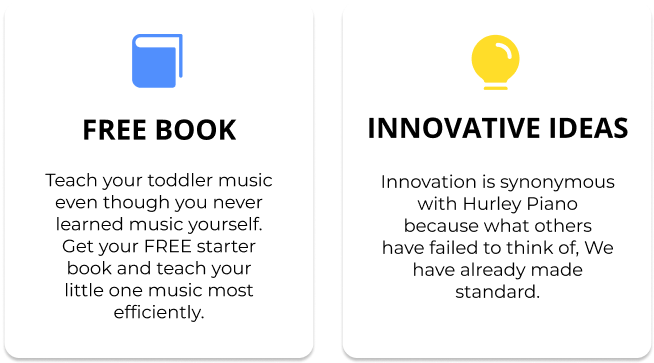 FREE BOOK
Teach your toddler music
even though you never
learned music yourself.
Get your FREE starter
book and teach your
little one music most
efficiently.
INNOVATIVE IDEAS
Innovation is synonymous
with Hurley Piano
because what others
have failed to think of, We
have already made
standard.